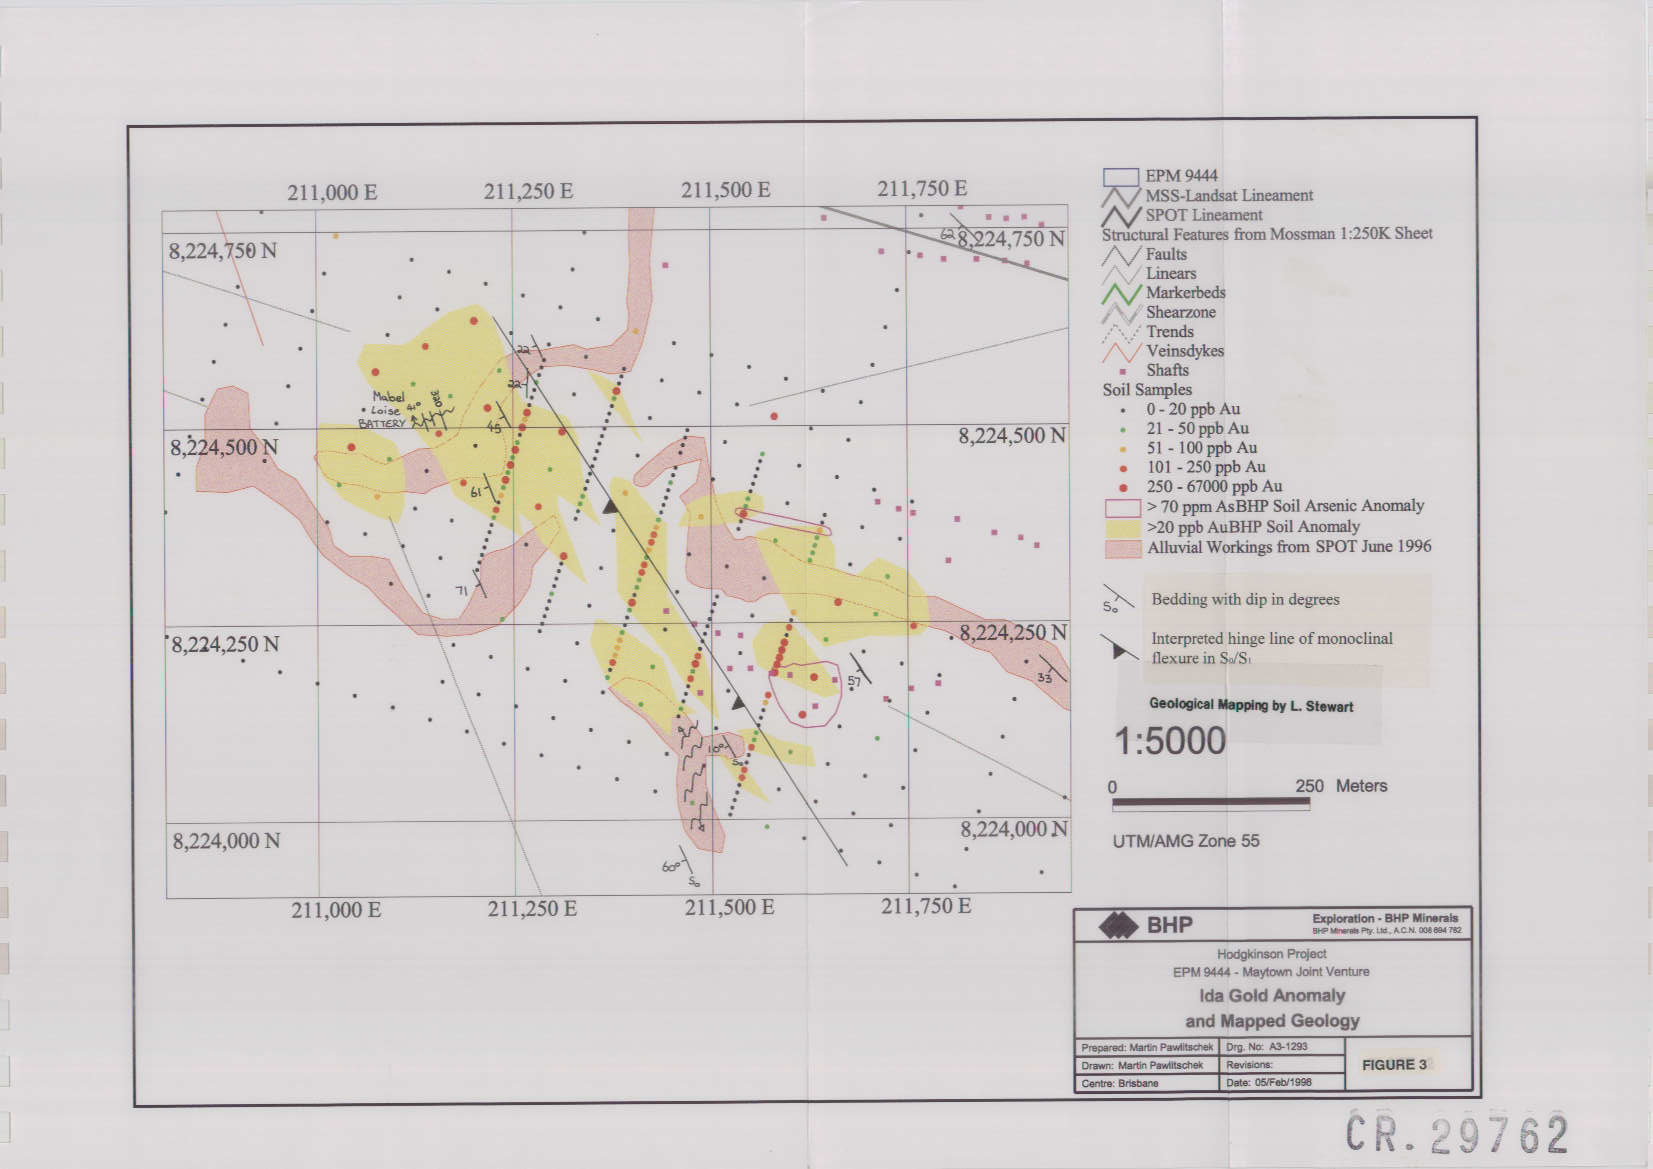 211,000 E 211,250 E 211,500 E 211,750 E
8,224,750 N 62 8,224,750 N
22
22
Mabel
Loise 41° 320
BATTERY
45
8,224,500 N 8,224,500 N
61
71
8,224,250 N 8,224,250 N
57 33
10°
So
8,224,000 N 8,224,000 N
60°
So
211,000 E 211,250 E 211,500 E 211,750 E
EPM 9444
MSS-Landsat Lineament
SPOT Lineament
Structural Features from Mossman 1:250K Sheet
Faults
Linears
Markerbeds
Shearzone
Trends
Veinsdykes
Shafts
Soil Samples
0 - 20 ppb Au
21 - 50 ppb Au
51 - 100 ppb Au
101 - 250 ppb Au
250 - 67000 ppb Au
> 70 ppm AsBHP Soil Arsenic Anomaly
>20 ppb AuBHP Soil Anomaly
Alluvial Workings from SPOT June 1996
So Bedding with dip in degrees
Interpreted hinge line of monoclinal
flexure in S₀/S₁
Geological Mapping by L. Stewart
1:5000
0 250 Meters
UTM/AMG Zone 55
BHP Exploration - BHP Minerals
BHP Minerals Pty. Ltd., A.C.N. 008 694 782
Hodgkinson Project
EPM 9444 - Maytown Joint Venture
Ida Gold Anomaly
and Mapped Geology
Prepared: Martin Pawlitschek Drg. No: A3-1293
Drawn: Martin Pawlitschek Revisions:
Centre: Brisbane Date: 05/Feb/1998
FIGURE 3
CR. 29762